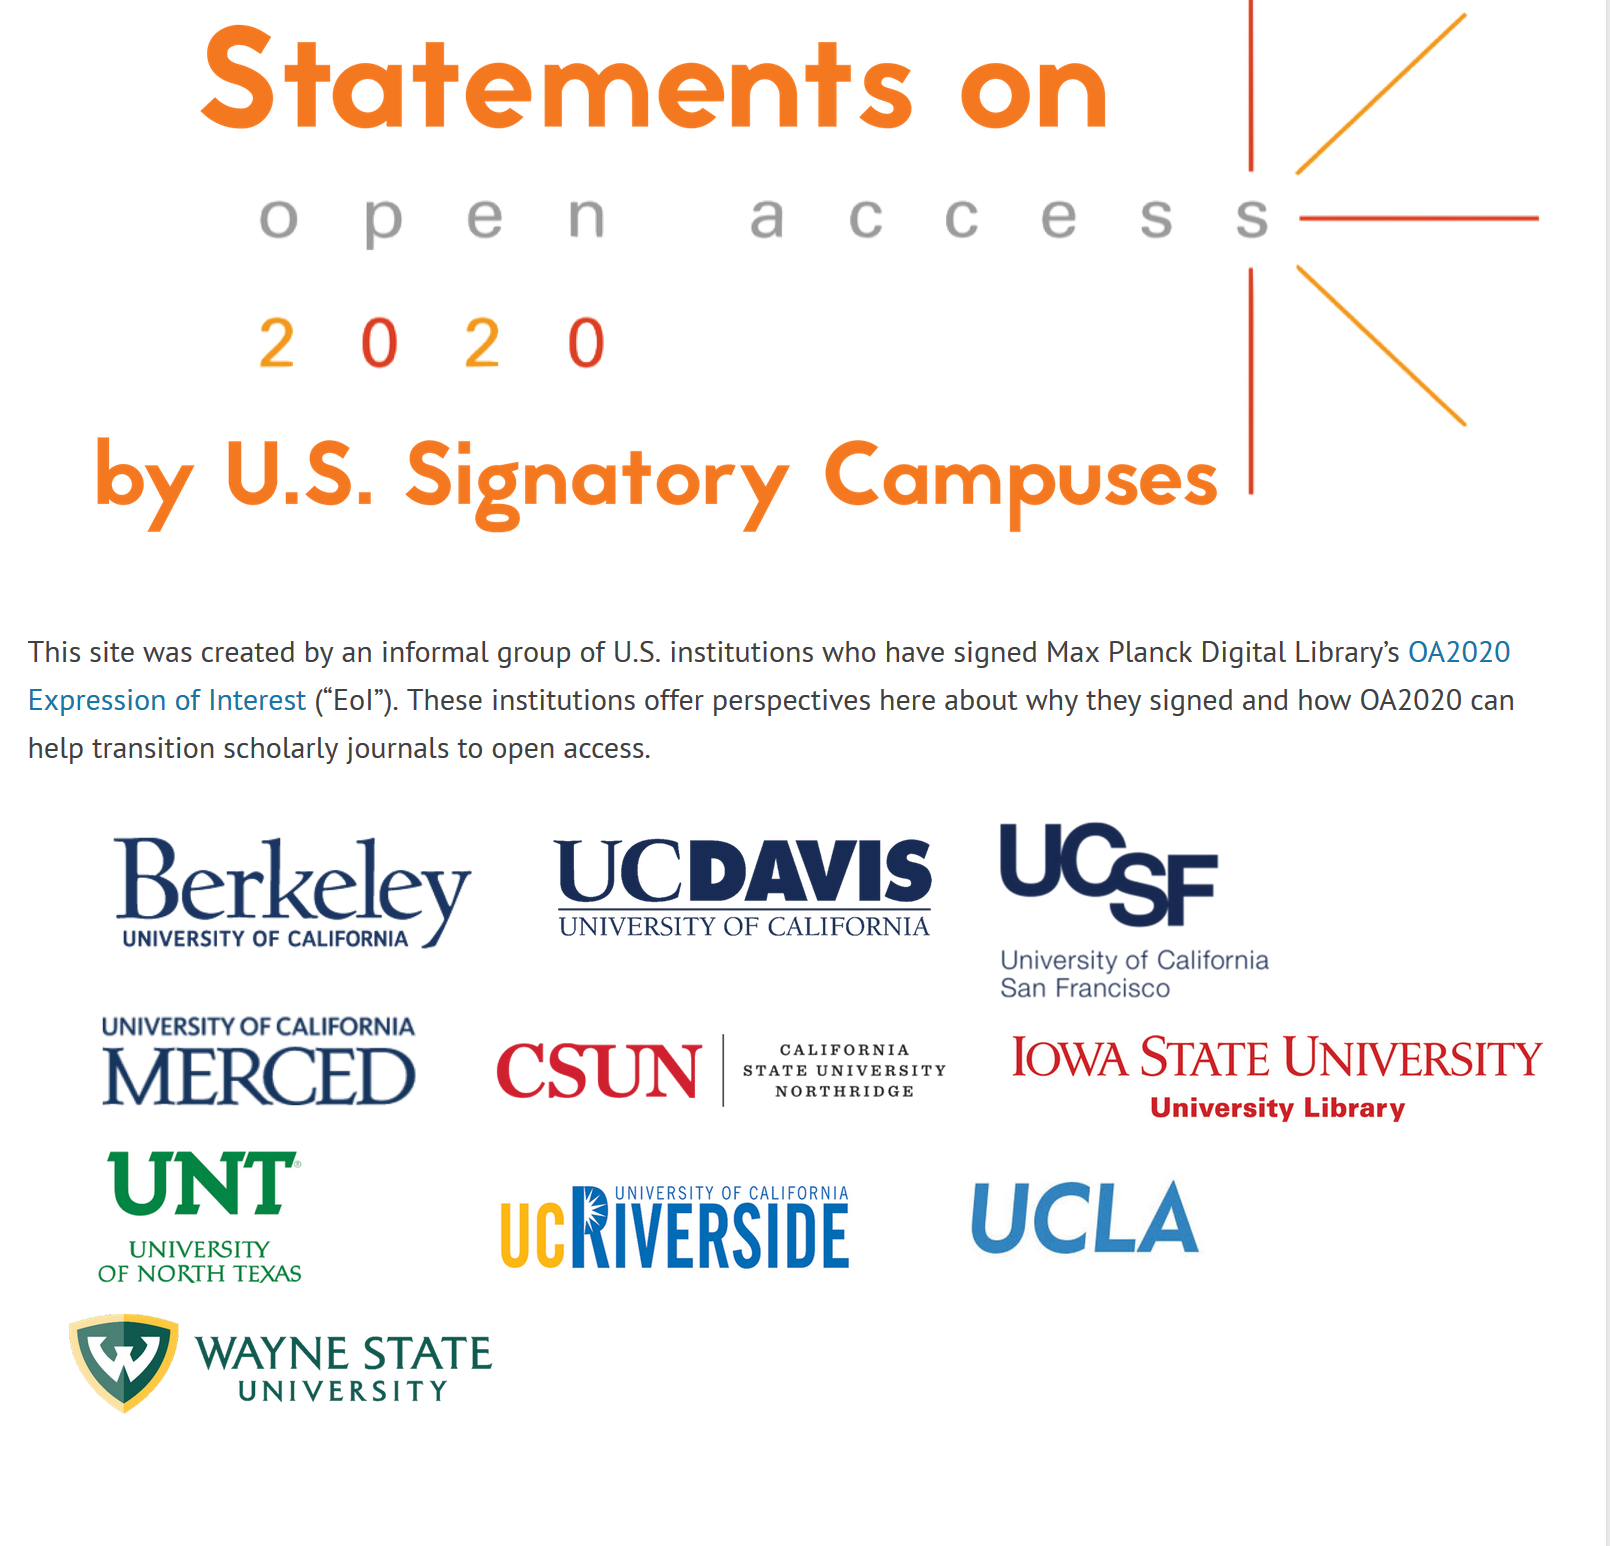 Statements on
open access
2020
by U.S. Signatory Campuses
This site was created by an informal group of U.S. institutions who have signed Max Planck Digital Library’s OA2020
Expression of Interest (“EoI”). These institutions offer perspectives here about why they signed and how OA2020 can
help transition scholarly journals to open access.
Berkeley
UNIVERSITY OF CALIFORNIA
UCDAVIS
UNIVERSITY OF CALIFORNIA
UCSF
University of California
San Francisco
UNIVERSITY OF CALIFORNIA
MERCED
CSUN
CALIFORNIA
STATE UNIVERSITY
NORTHRIDGE
IOWA STATE UNIVERSITY
University Library
UNT®
UNIVERSITY
OF NORTH TEXAS
UNIVERSITY OF CALIFORNIA
UCRIVERSIDE
UCLA
W
WAYNE STATE
UNIVERSITY